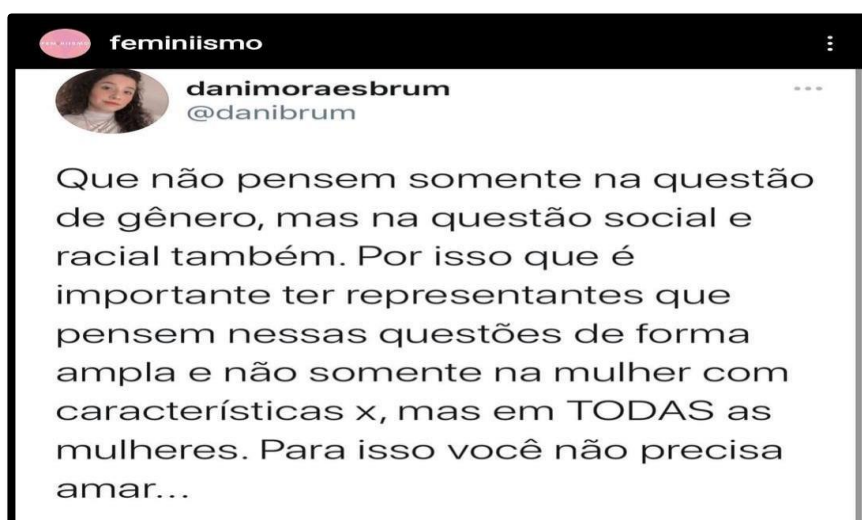 feminiismo
danimoraesbrum
@danibrum
Que não pensem somente na questão
de gênero, mas na questão social e
racial também. Por isso que é
importante ter representantes que
pensem nessas questões de forma
ampla e não somente na mulher com
características x, mas em TODAS as
mulheres. Para isso você não precisa
amar...